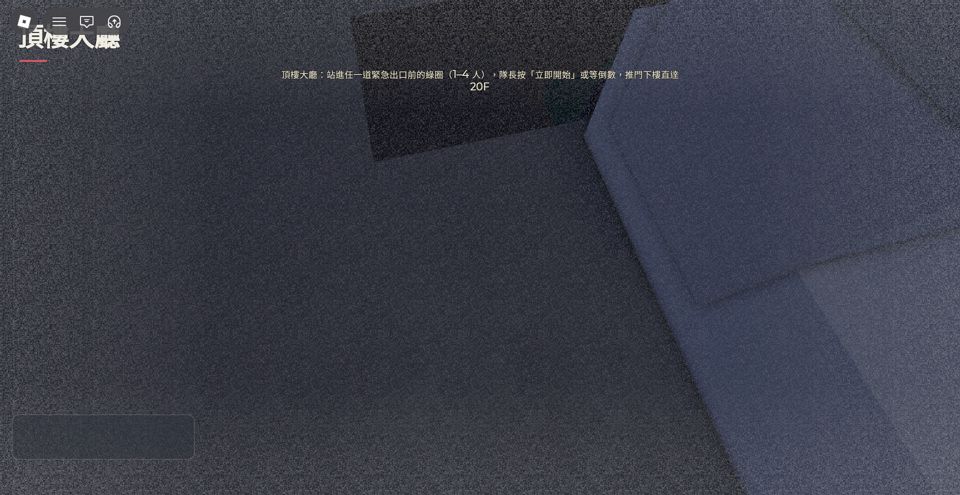 頂樓大廳
頂樓大廳：站進任一道緊急出口前的綠圈（1–4 人），隊長按「立即開始」或等倒數，推門下樓直達
20F